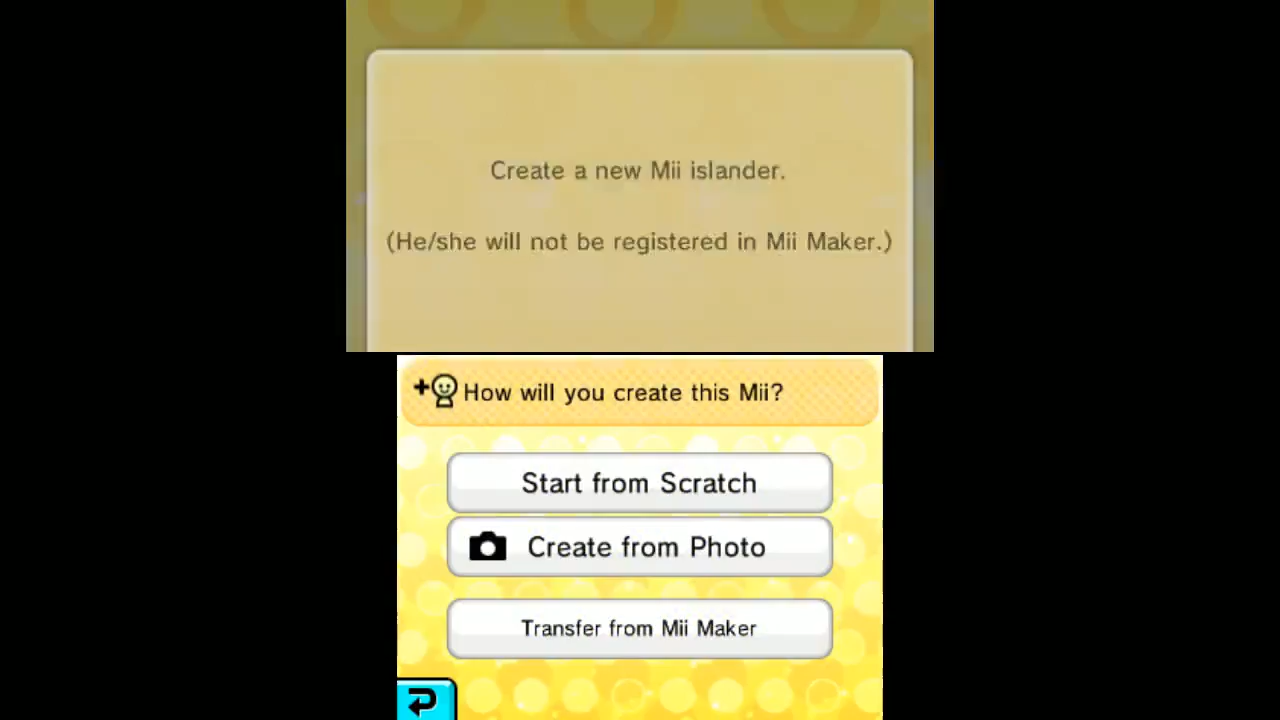 Create a new Mii islander.
(He/she will not be registered in Mii Maker.)
How will you create this Mii?
Start from Scratch
Create from Photo
Transfer from Mii Maker